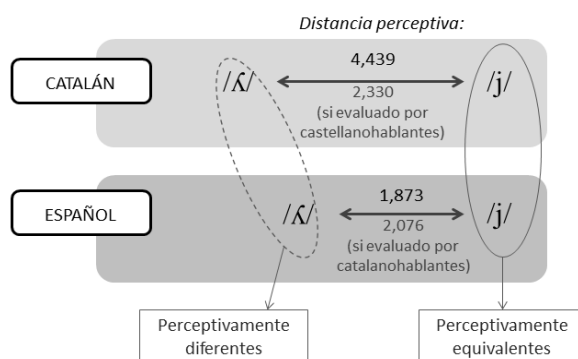 Distancia perceptiva:
CATALÁN
/ʎ/
4,439
2,330
(si evaluado por
castellanohablantes)
/j/
ESPAÑOL
/ʎ/
1,873
2,076
(si evaluado por
catalanohablantes)
/j/
Perceptivamente
diferentes
Perceptivamente
equivalentes